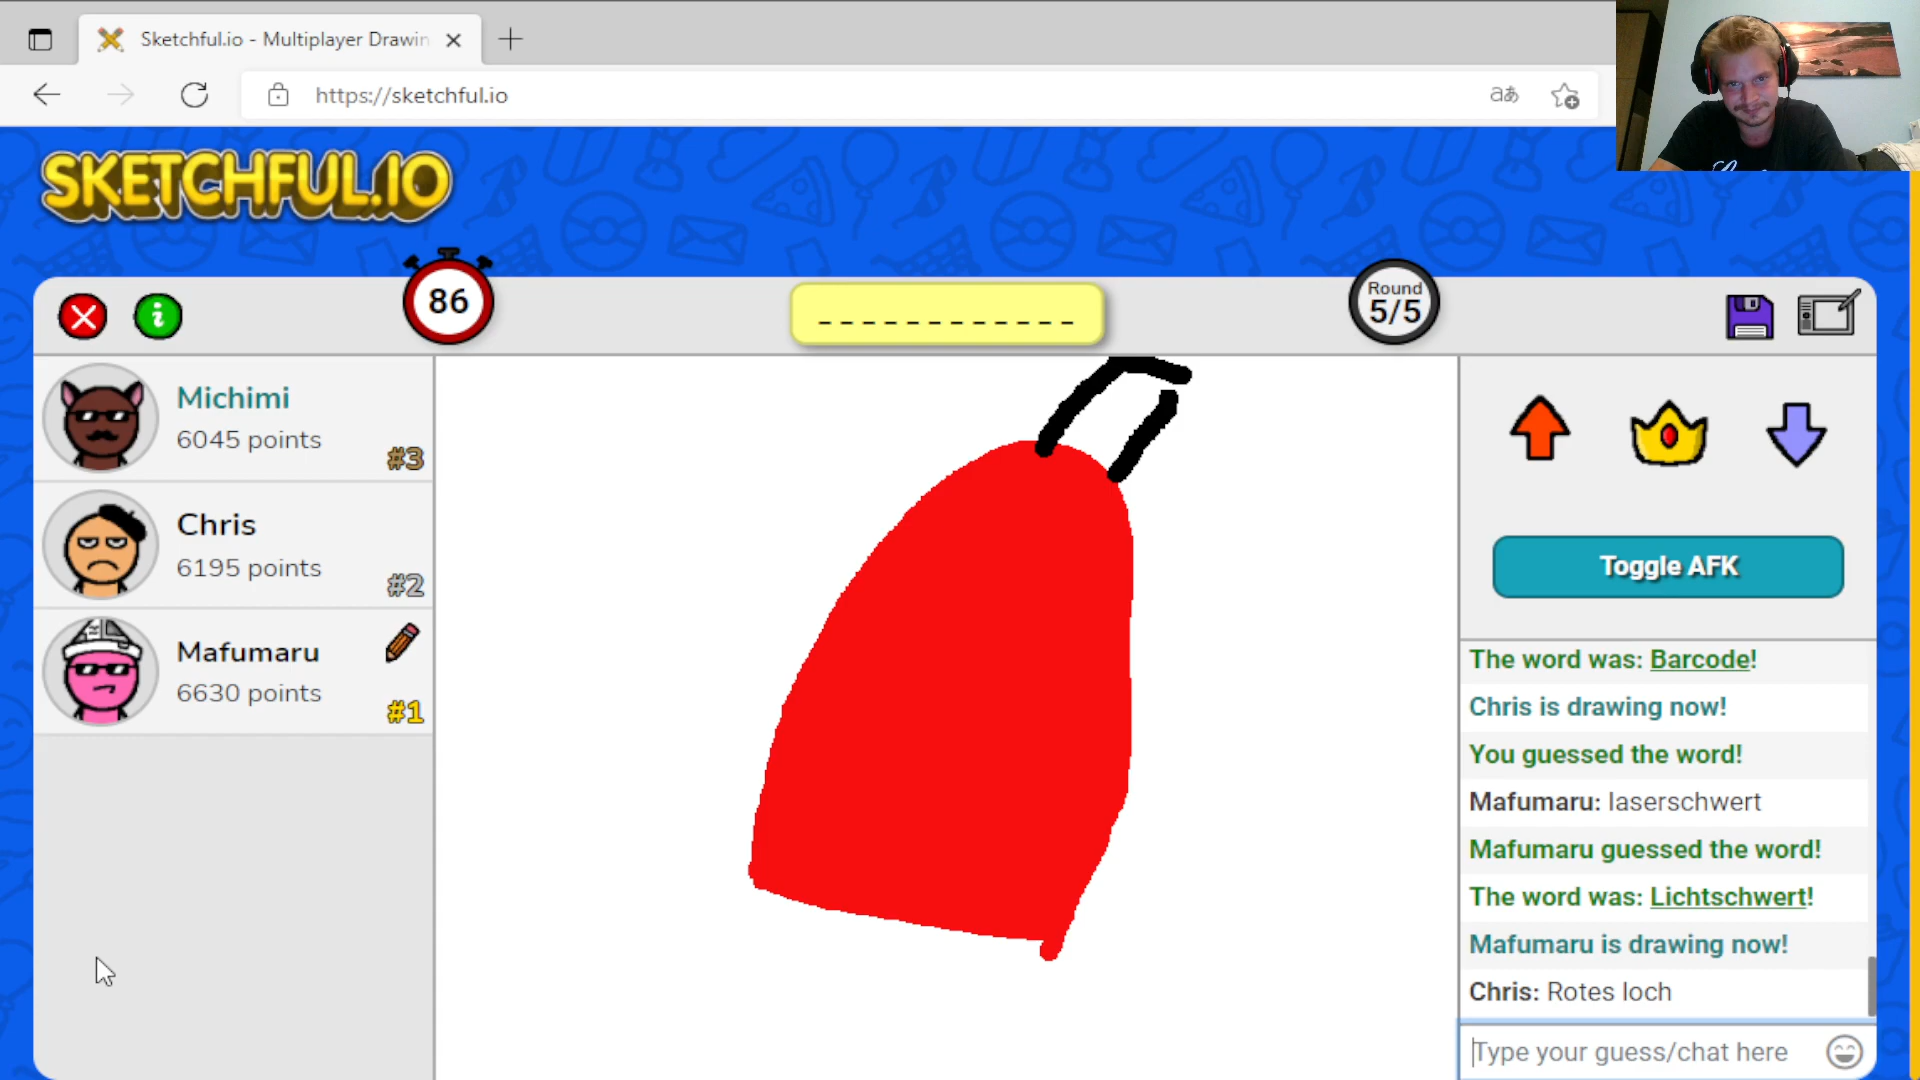 Sketchful.io - Multiplayer Drawin
https://sketchful.io
aあ
SKETCHFUL.IO
86
_ _ _ _ _ _ _ _ _ _ _ _
Round
5/5
Michimi
6045 points
#3
Chris
6195 points
#2
Mafumaru
6630 points
#1
Toggle AFK
The word was: Barcode!
Chris is drawing now!
You guessed the word!
Mafumaru: laserschwert
Mafumaru guessed the word!
The word was: Lichtschwert!
Mafumaru is drawing now!
Chris: Rotes loch
Type your guess/chat here